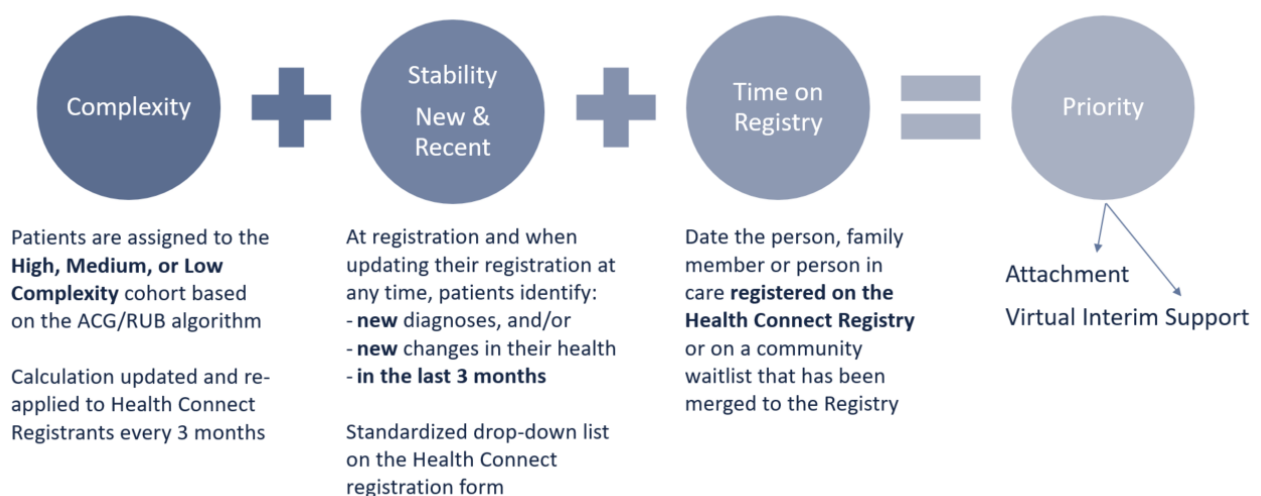 Complexity
Stability
New &
Recent
Time on
Registry
Priority
Patients are assigned to the
High, Medium, or Low
Complexity cohort based
on the ACG/RUB algorithm
Calculation updated and re-
applied to Health Connect
Registrants every 3 months
At registration and when
updating their registration at
any time, patients identify:
- new diagnoses, and/or
- new changes in their health
- in the last 3 months
Standardized drop-down list
on the Health Connect
registration form
Date the person, family
member or person in
care registered on the
Health Connect Registry
or on a community
waitlist that has been
merged to the Registry
Attachment
Virtual Interim Support